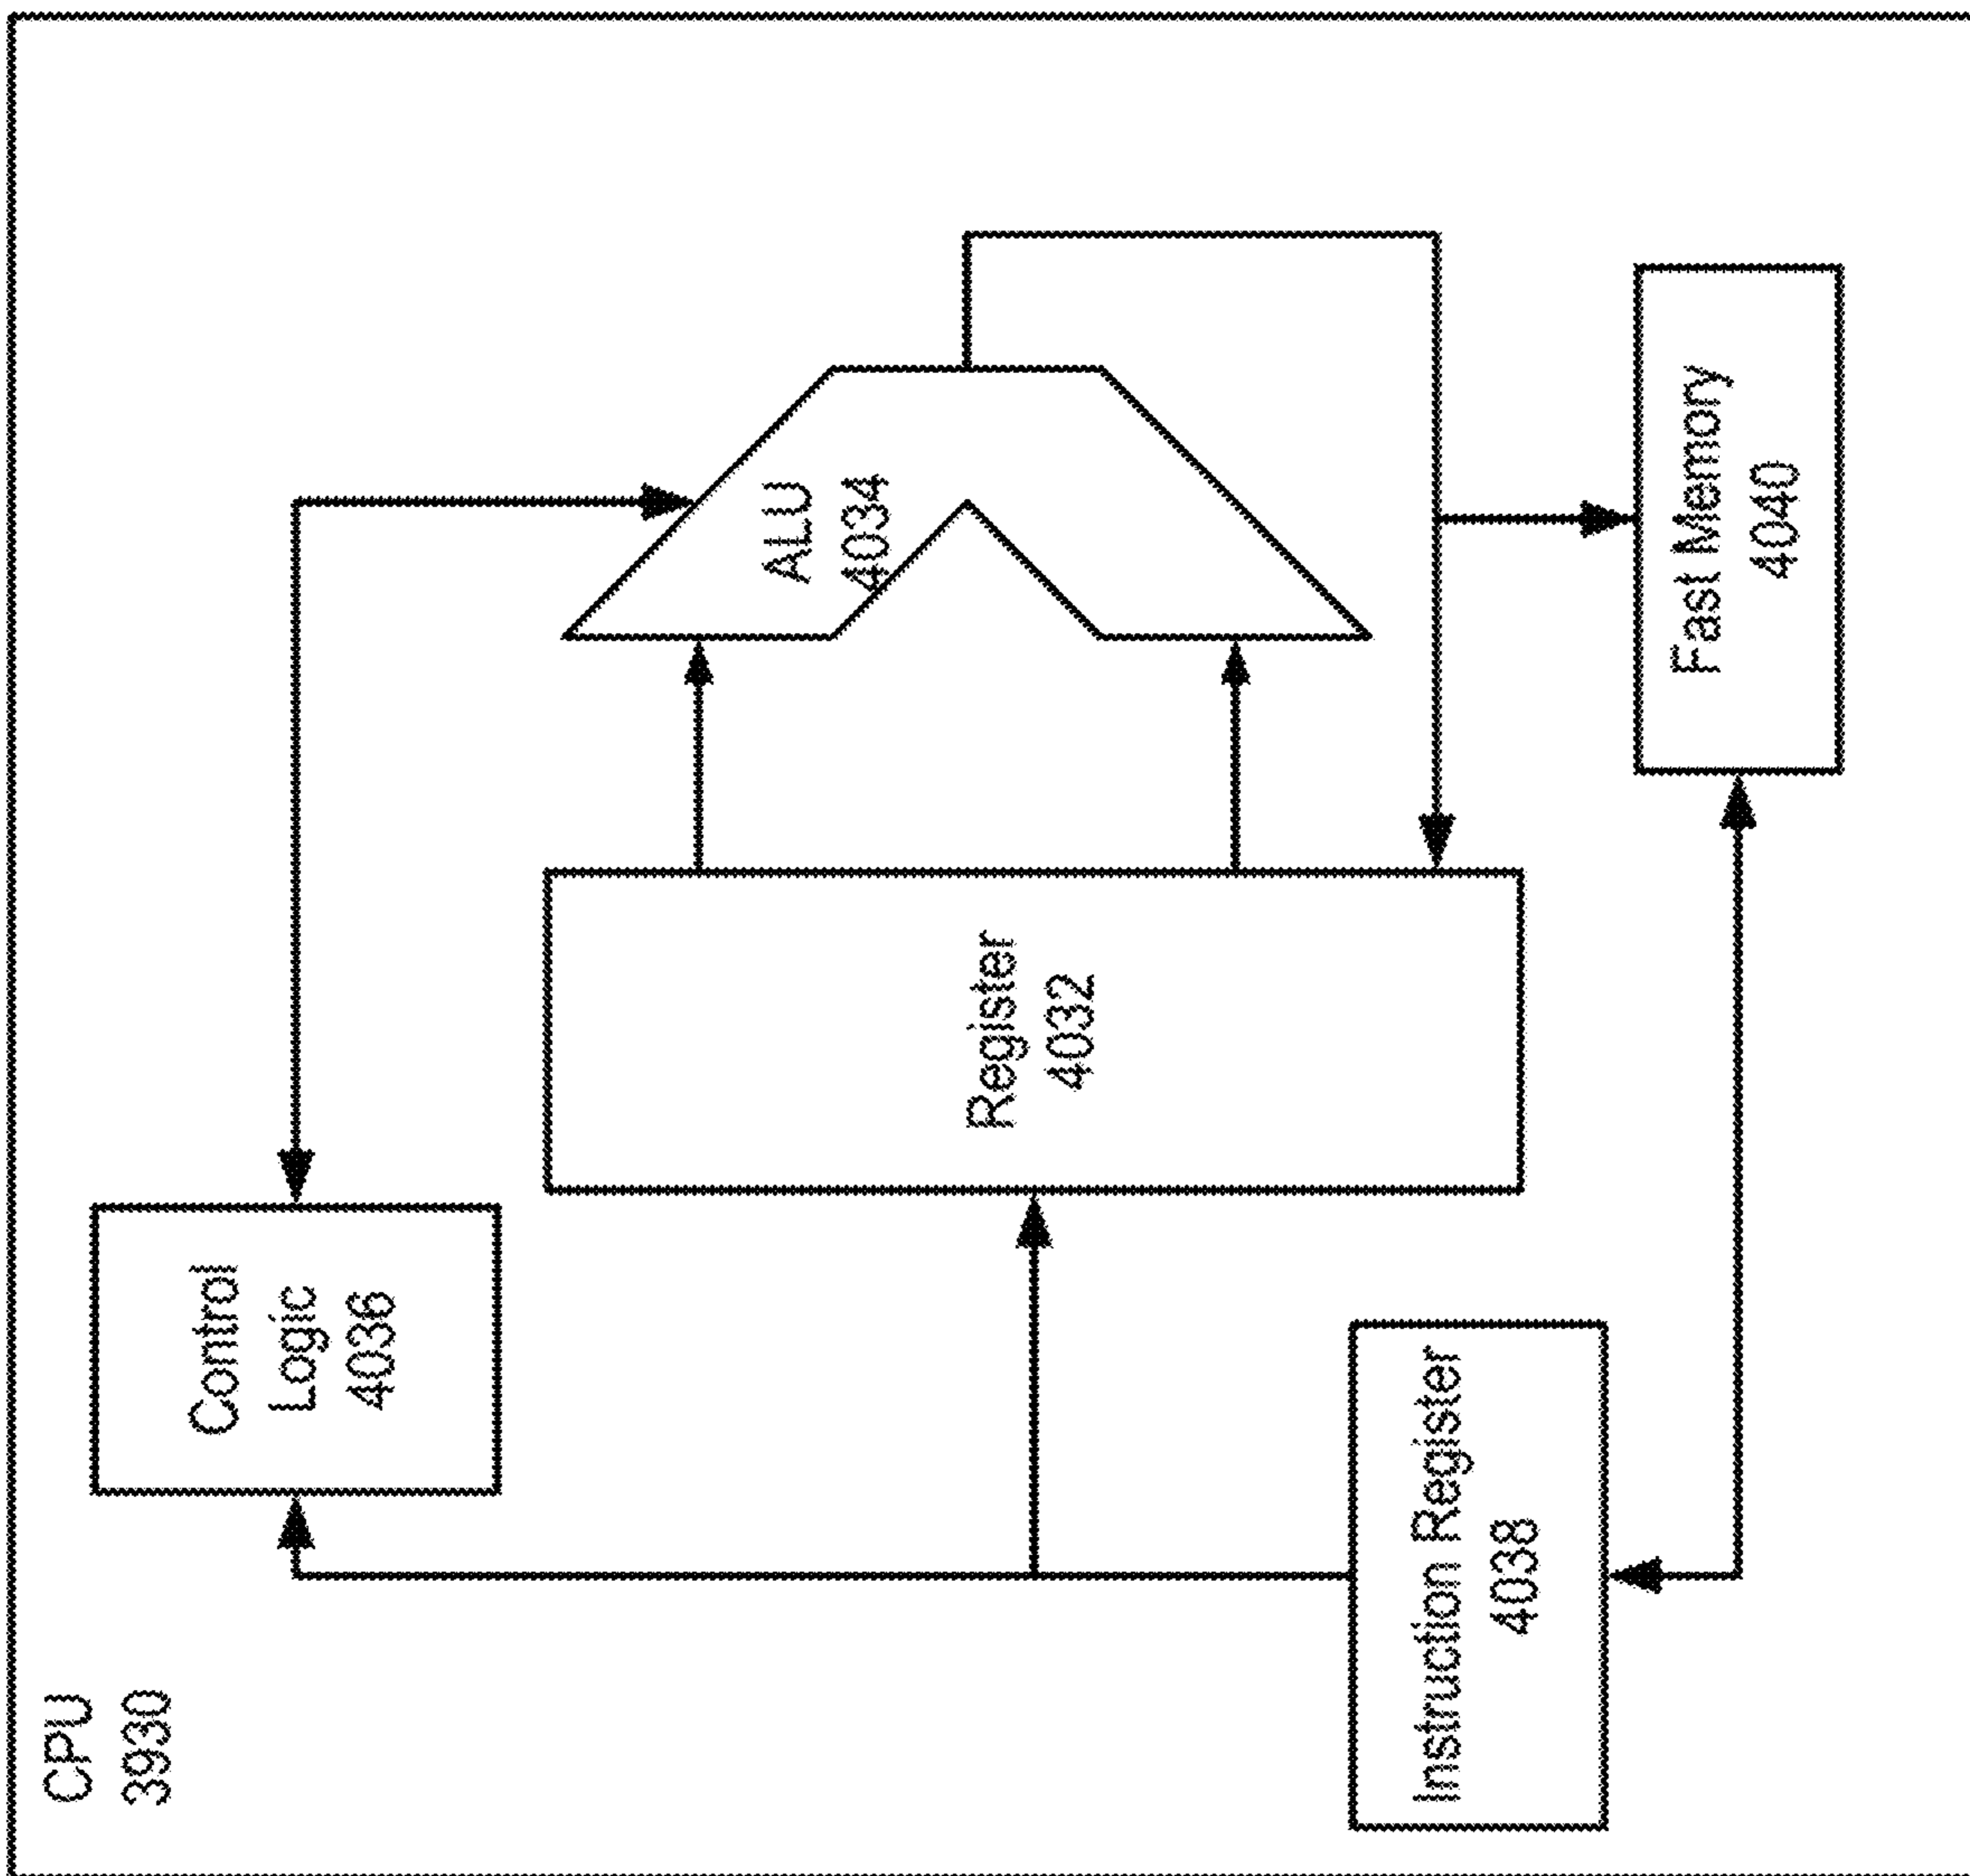 CPU
3930
Control
Logic
4036
Instruction Register
4038
Register
4032
ALU
4034
Fast Memory
4040